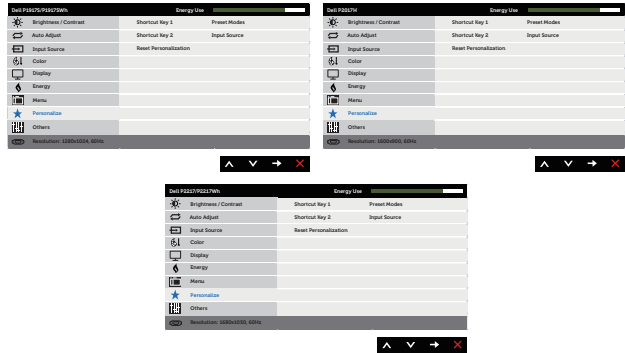 Dell P1917S/P1917SWh Energy Use
Brightness / Contrast Shortcut Key 1 Preset Modes
Auto Adjust Shortcut Key 2 Input Source
Input Source Reset Personalization
Color
Display
Energy
Menu
Personalize
Others
Resolution: 1280x1024, 60Hz
Dell P2017H Energy Use
Brightness / Contrast Shortcut Key 1 Preset Modes
Auto Adjust Shortcut Key 2 Input Source
Input Source Reset Personalization
Color
Display
Energy
Menu
Personalize
Others
Resolution: 1600x900, 60Hz
Dell P2217/P2217Wh Energy Use
Brightness / Contrast Shortcut Key 1 Preset Modes
Auto Adjust Shortcut Key 2 Input Source
Input Source Reset Personalization
Color
Display
Energy
Menu
Personalize
Others
Resolution: 1680x1050, 60Hz